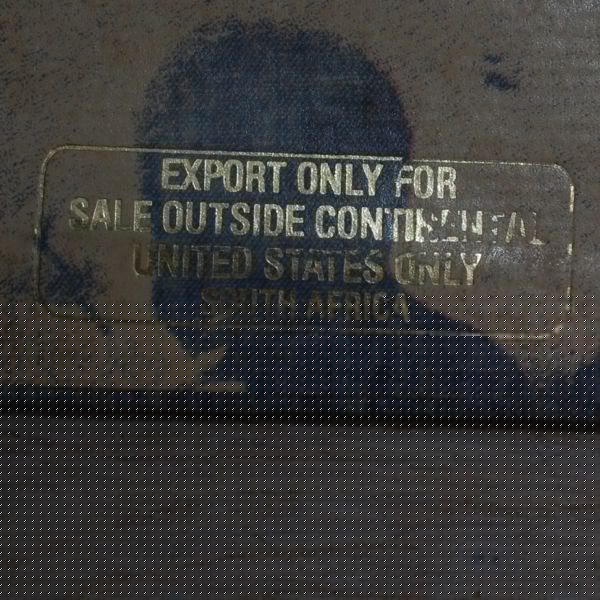 EXPORT ONLY FOR
SALE OUTSIDE CONTINENTAL
UNITED STATES ONLY
SOUTH AFRICA